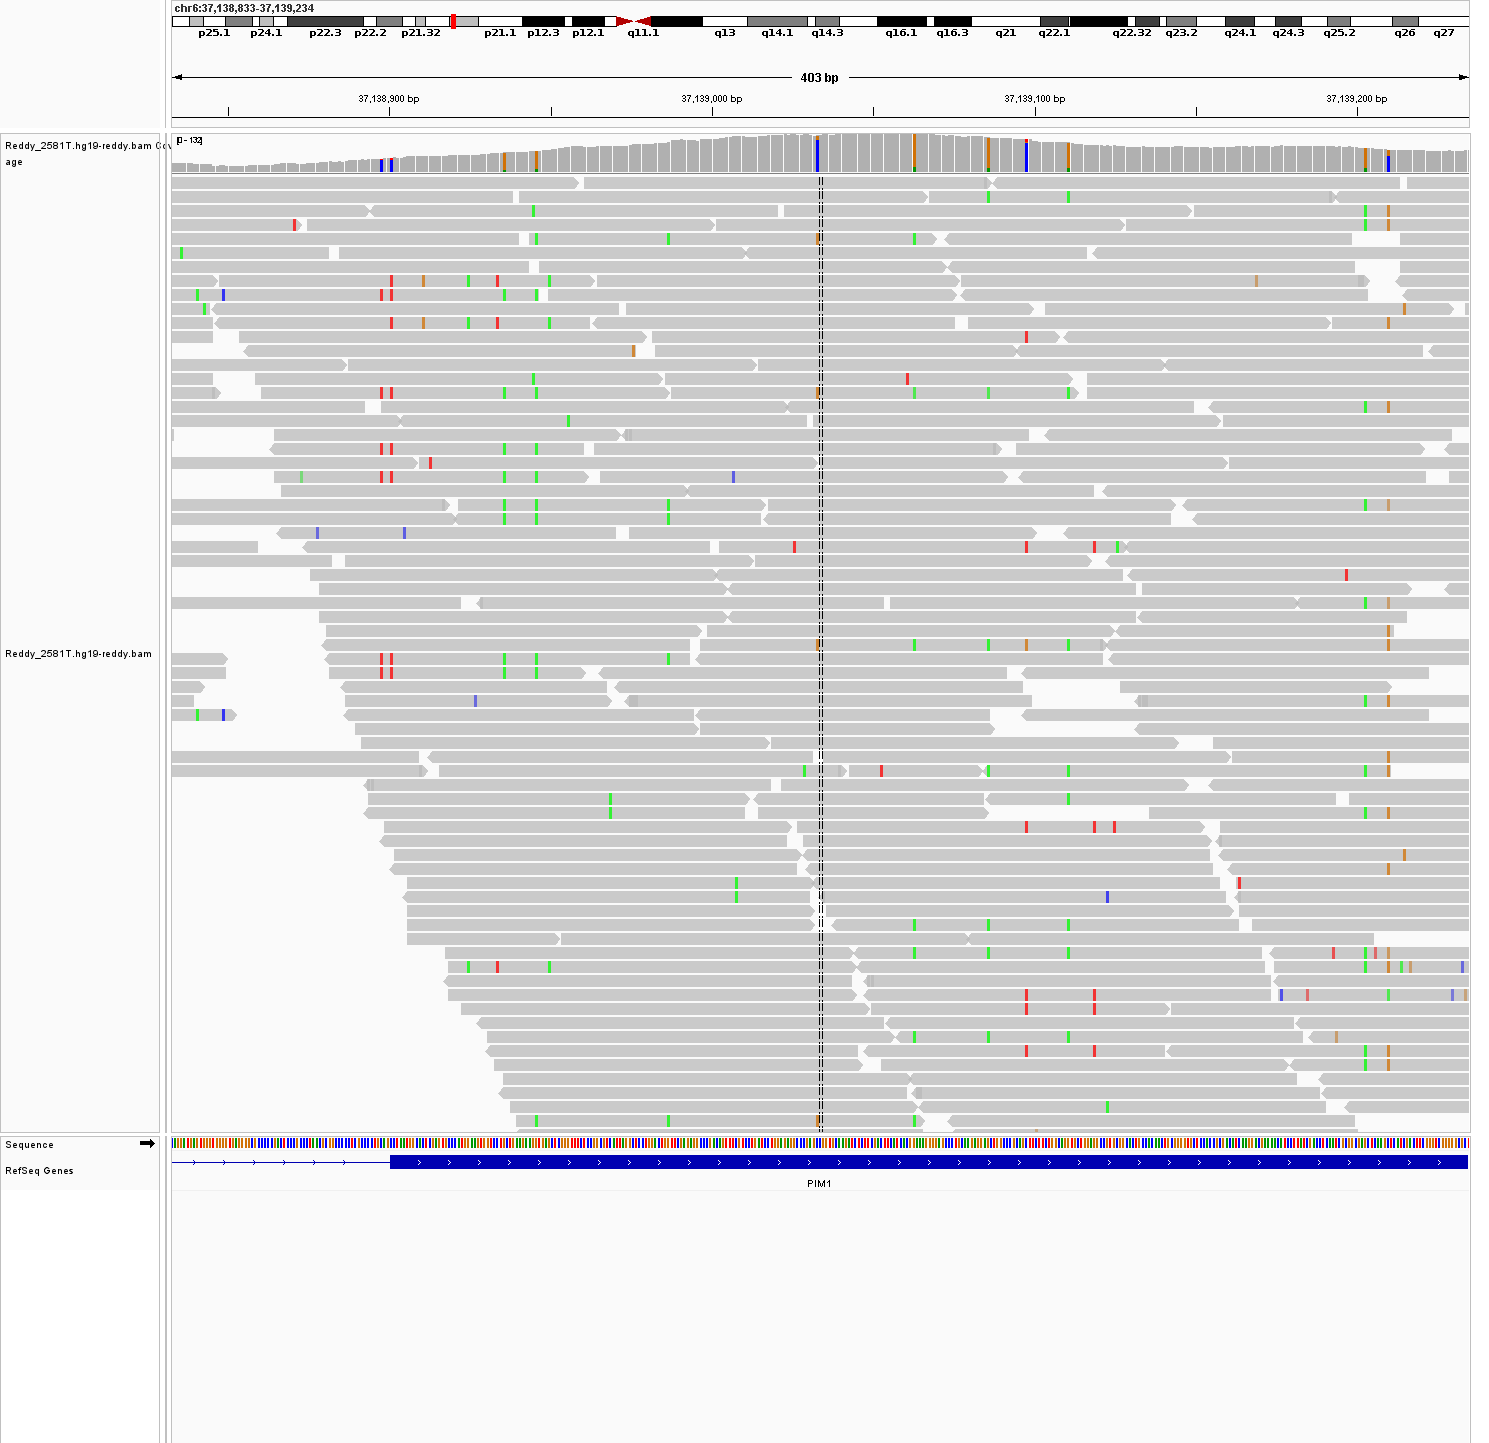 chr6:37,138,833-37,139,234
p25.1 p24.1 p22.3 p22.2 p21.32 p21.1 p12.3 p12.1 q11.1 q13 q14.1 q14.3 q16.1 q16.3 q21 q22.1 q22.32 q23.2 q24.1 q24.3 q25.2 q26 q27
403 bp
37,138,900 bp 37,139,000 bp 37,139,100 bp 37,139,200 bp
[0 - 132]
Reddy_2581T.hg19-reddy.bam Cov
age
Reddy_2581T.hg19-reddy.bam
Sequence
RefSeq Genes
PIM1